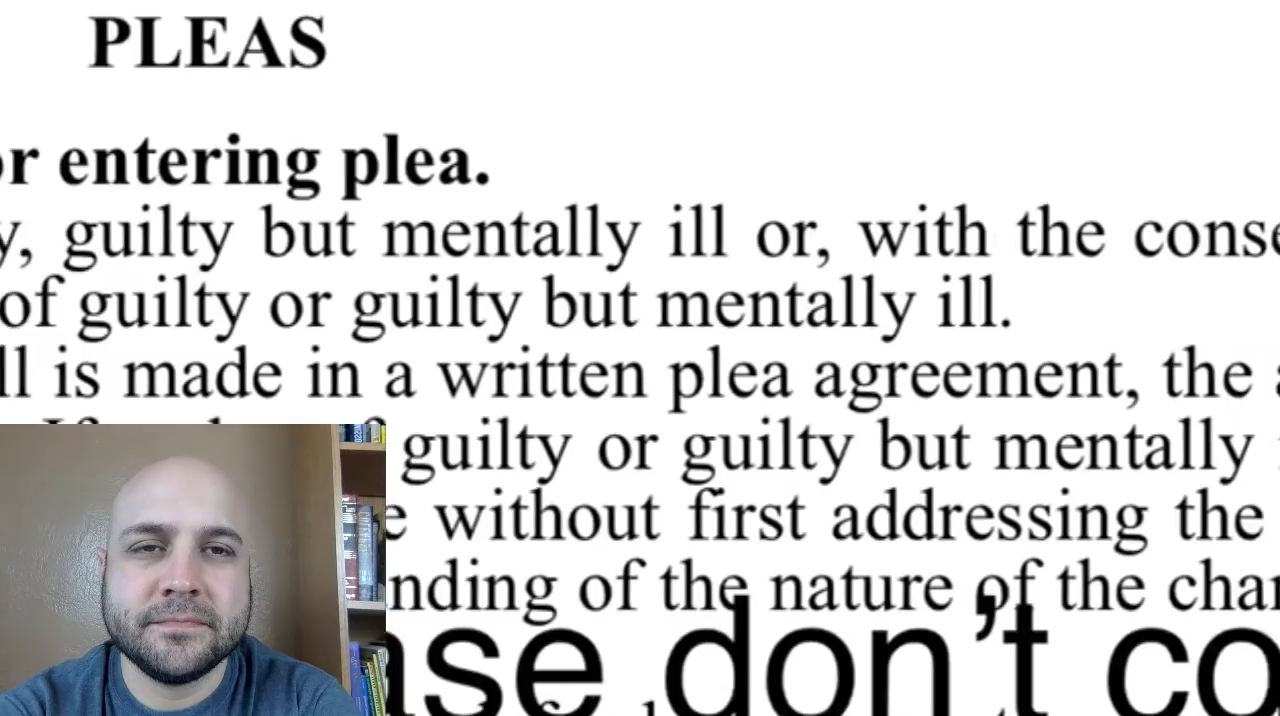 PLEAS
or entering plea.
y, guilty but mentally ill or, with the conse
of guilty or guilty but mentally ill.
ll is made in a written plea agreement, the
guilty or guilty but mentally
e without first addressing the
nding of the nature of the char
ase don't co